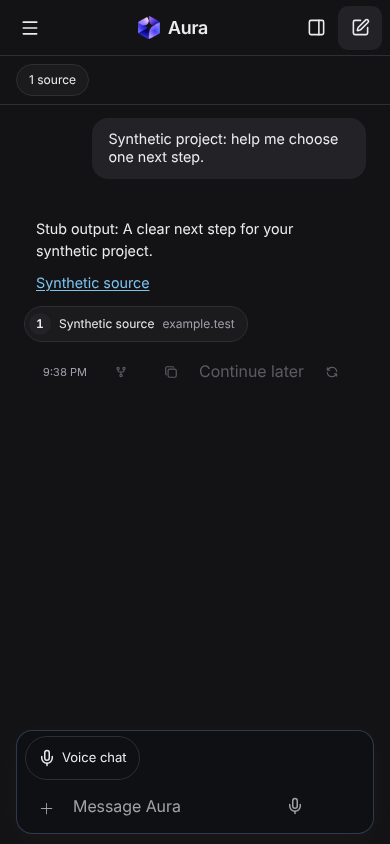 Aura
1 source
Synthetic project: help me choose
one next step.
Stub output: A clear next step for your
synthetic project.
Synthetic source
1 Synthetic source example.test
9:38 PM Continue later
Voice chat
Message Aura